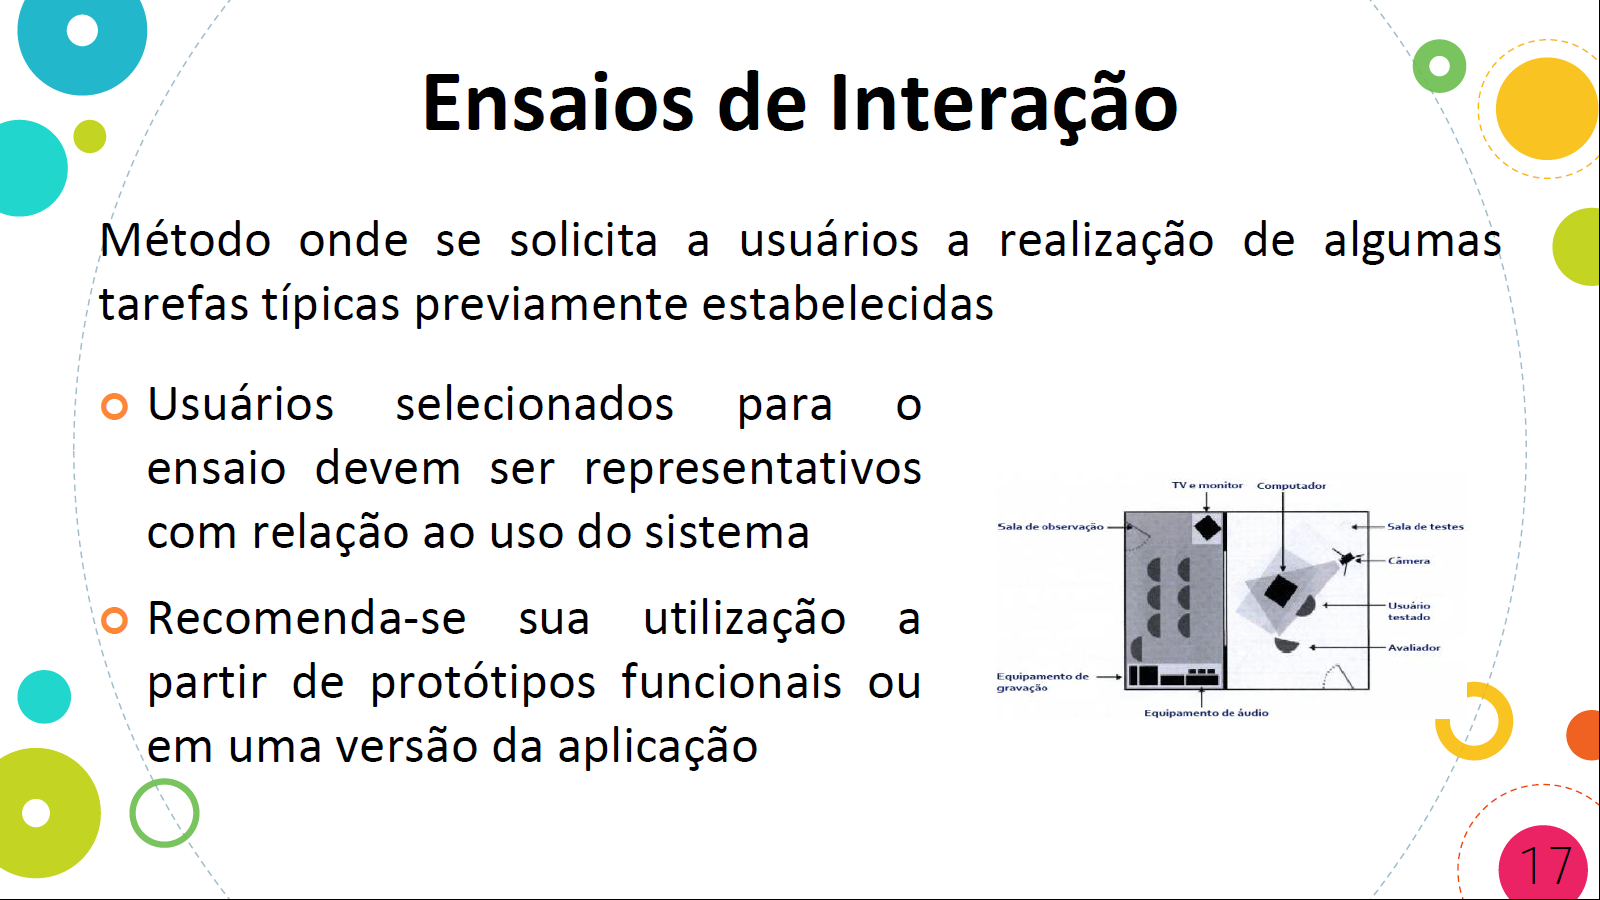 Ensaios de Interação
Método onde se solicita a usuários a realização de algumas
tarefas típicas previamente estabelecidas
Usuários selecionados para o
ensaio devem ser representativos
com relação ao uso do sistema
Recomenda-se sua utilização a
partir de protótipos funcionais ou
em uma versão da aplicação
TV e monitor
Computador
Sala de observação
Sala de testes
Câmera
Usuário
testado
Avaliador
Equipamento de
gravação
Equipamento de áudio
17